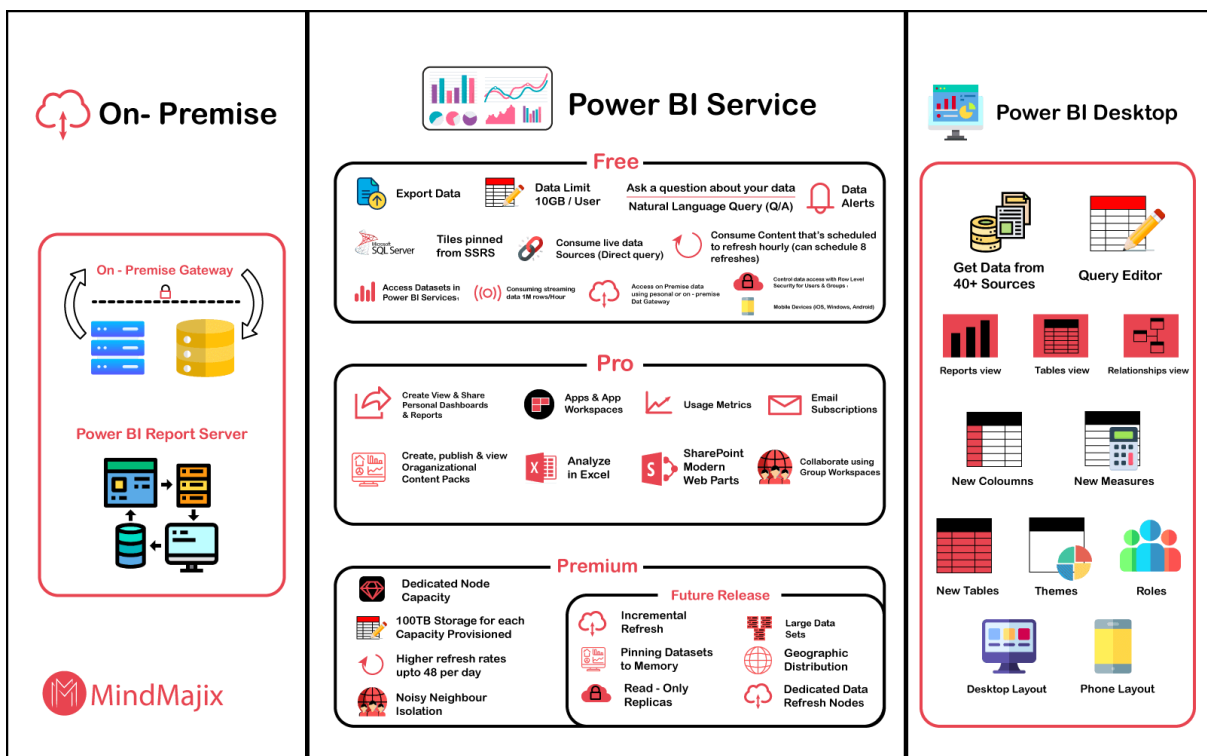 On- Premise
On - Premise Gateway
Power BI Report Server
MindMajix
Power BI Service
Free
Export Data
Data Limit
10GB / User
Ask a question about your data
Natural Language Query (Q/A)
Data
Alerts
Microsoft
SQL Server
Tiles pinned
from SSRS
Consume live data
Sources (Direct query)
Consume Content that's scheduled
to refresh hourly (can schedule 8
refreshes)
Access Datasets in
Power BI Services
Consuming streaming
data 1M rows/Hour
Access on Premise data
using pesonal or on - premise
Dat Gateway
Control data access with Row Level
Security for Users & Groups
Mobile Devices (iOS, Windows, Android)
Pro
Create View & Share
Personal Dashboards
& Reports
Apps & App
Workspaces
Usage Metrics
Email
Subscriptions
Create, publish & view
Oraganizational
Content Packs
Analyze
in Excel
SharePoint
Modern
Web Parts
Collaborate using
Group Workspaces
Premium
Dedicated Node
Capacity
100TB Storage for each
Capacity Provisioned
Higher refresh rates
upto 48 per day
Noisy Neighbour
Isolation
Future Release
Incremental
Refresh
Large Data
Sets
Pinning Datasets
to Memory
Geographic
Distribution
Read - Only
Replicas
Dedicated Data
Refresh Nodes
Power BI Desktop
Get Data from
40+ Sources
Query Editor
Reports view
Tables view
Relationships view
New Coloumns
New Measures
New Tables
Themes
Roles
Desktop Layout
Phone Layout